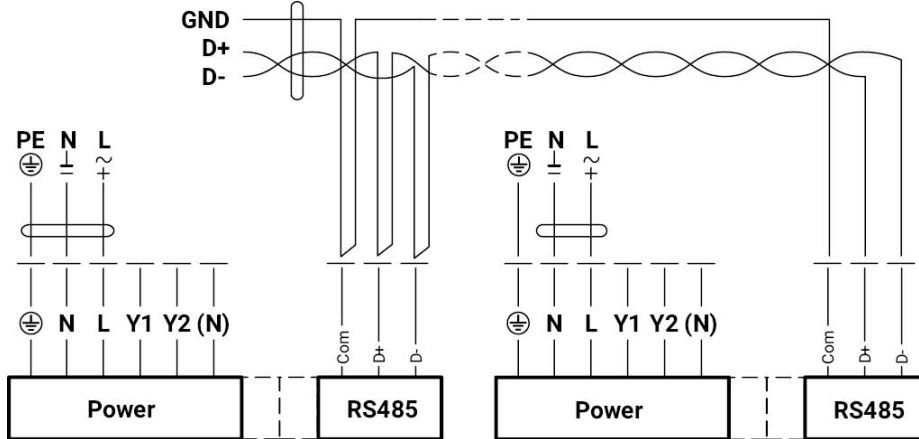 GND
D+
D-
PE N L PE N L
N L Y1 Y2 (N) Com D+ D- N L Y1 Y2 (N) Com D+ D-
Power RS485 Power RS485